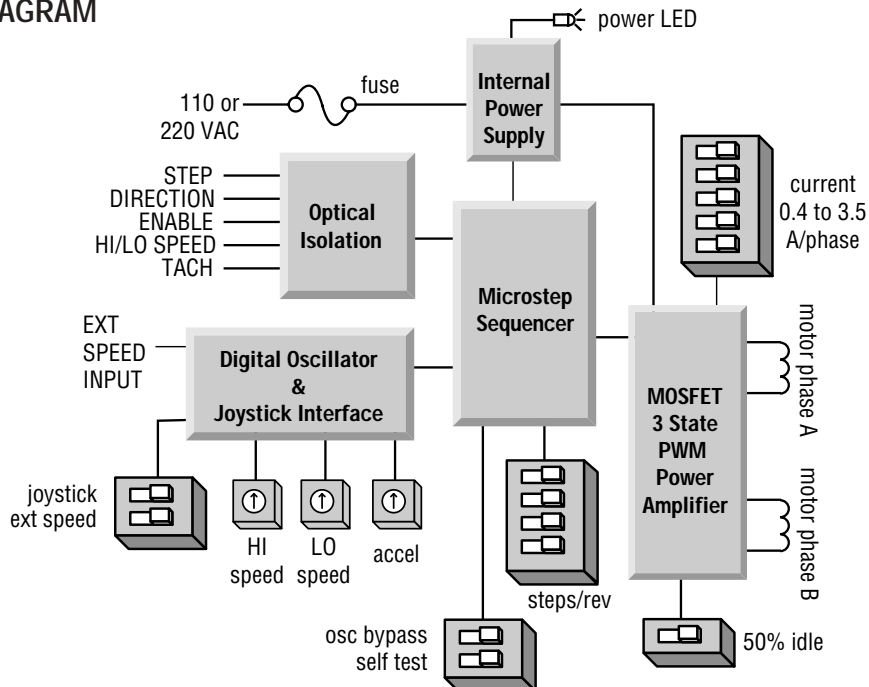 AGRAM
power LED
Internal
Power
Supply
fuse
110 or
220 VAC
STEP
DIRECTION
ENABLE
HI/LO SPEED
TACH
Optical
Isolation
current
0.4 to 3.5
A/phase
Microstep
Sequencer
EXT
SPEED
INPUT
Digital Oscillator
&
Joystick Interface
MOSFET
3 State
PWM
Power
Amplifier
motor phase A
motor phase B
joystick
ext speed
HI
speed
LO
speed
accel
steps/rev
osc bypass
self test
50% idle